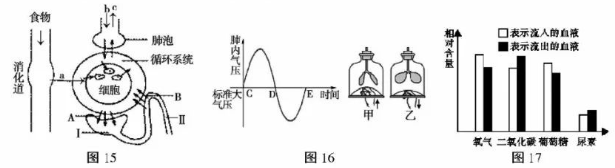 食物
消化道
a
b c
肺泡
循环系统
细胞
A
B
I
II
图 15
肺内气压
标准大气压
C
D
E
时间
甲
乙
图 16
相对含量
表示流入的血液
表示流出的血液
氧气 二氧化碳 葡萄糖 尿素
图 17